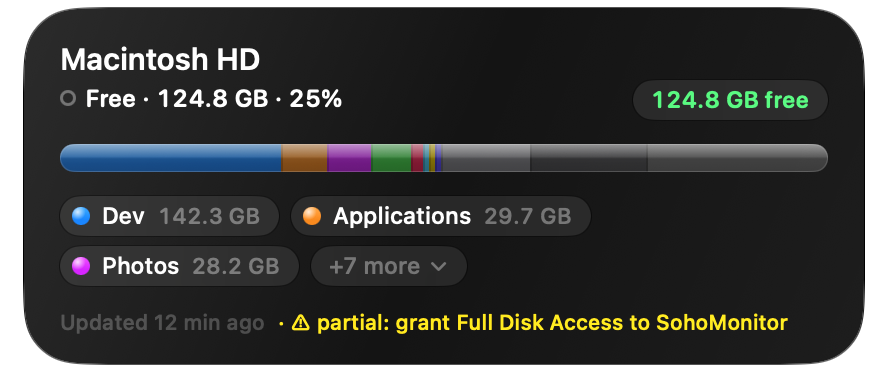 Macintosh HD
Free · 124.8 GB · 25%
124.8 GB free
Dev 142.3 GB
Applications 29.7 GB
Photos 28.2 GB
+7 more
Updated 12 min ago · ⚠ partial: grant Full Disk Access to SohoMonitor